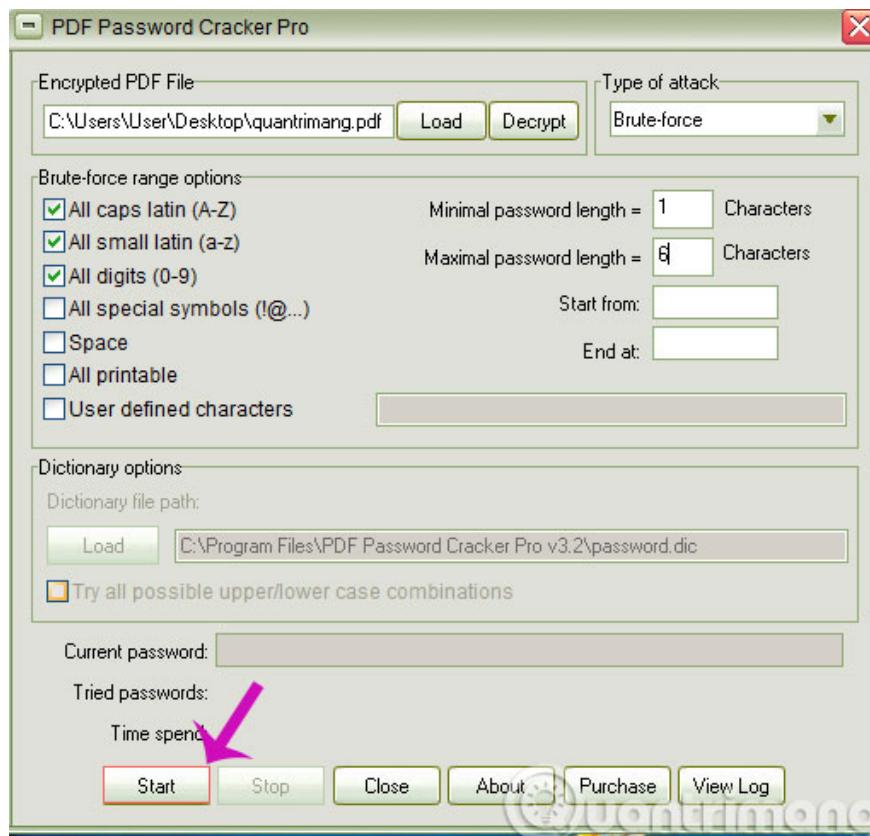 PDF Password Cracker Pro
Encrypted PDF File
Type of attack
C:\Users\User\Desktop\quantrimang.pdf
Load
Decrypt
Brute-force
Brute-force range options
All caps latin (A-Z)
Minimal password length =
1
Characters
All small latin (a-z)
Maximal password length =
6
Characters
All digits (0-9)
All special symbols (!@...)
Start from:
Space
End at:
All printable
User defined characters
Dictionary options
Dictionary file path:
Load
C:\Program Files\PDF Password Cracker Pro v3.2\password.dic
Try all possible upper/lower case combinations
Current password:
Tried passwords:
Time spend
Start
Stop
Close
About
Purchase
View Log